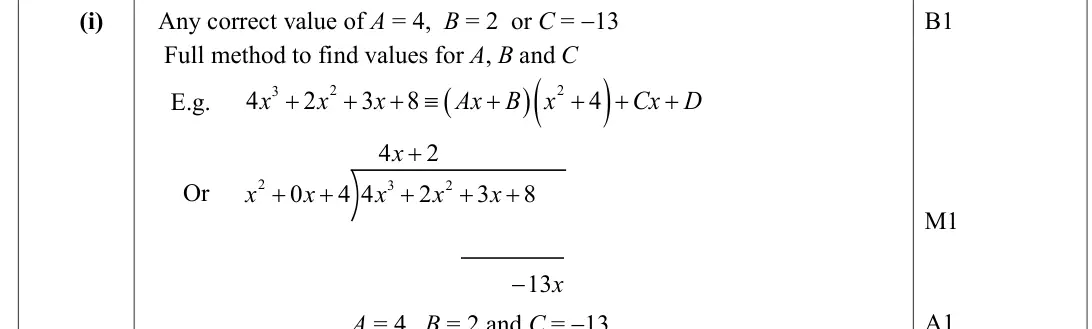 (i) Any correct value of A = 4, B = 2 or C = –13 B1
Full method to find values for A, B and C
E.g. 4x³ + 2x² + 3x + 8 ≡ (Ax + B)(x² + 4) + Cx + D
4x + 2
Or x² + 0x + 4)4x³ + 2x² + 3x + 8
M1
–13x
A = 4 B = 2 and C = –13 A1